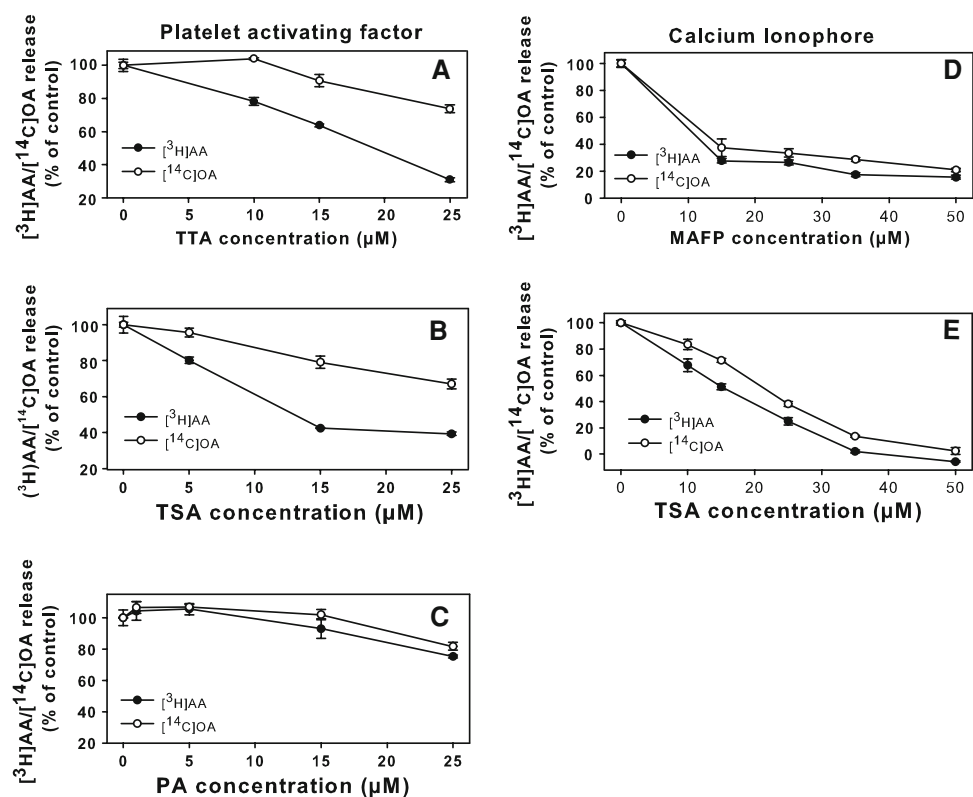 Platelet activating factor
[³H]AA/[¹⁴C]OA release
(% of control)
100
80
60
40
20
A
[³H]AA
[¹⁴C]OA
0 5 10 15 20 25
TTA concentration (µM)
(³H)AA/[¹⁴C]OA release
(% of control)
100
80
60
40
20
B
[³H]AA
[¹⁴C]OA
0 5 10 15 20 25
TSA concentration (µM)
[³H]AA/[¹⁴C]OA release
(% of control)
100
80
60
40
20
C
[³H]AA
[¹⁴C]OA
0 5 10 15 20 25
PA concentration (µM)
Calcium Ionophore
[³H]AA/[¹⁴C]OA release
(% of control)
100
80
60
40
20
0
D
[³H]AA
[¹⁴C]OA
0 10 20 30 40 50
MAFP concentration (µM)
[³H]AA/[¹⁴C]OA release
(% of control)
100
80
60
40
20
0
E
[³H]AA
[¹⁴C]OA
0 10 20 30 40 50
TSA concentration (µM)